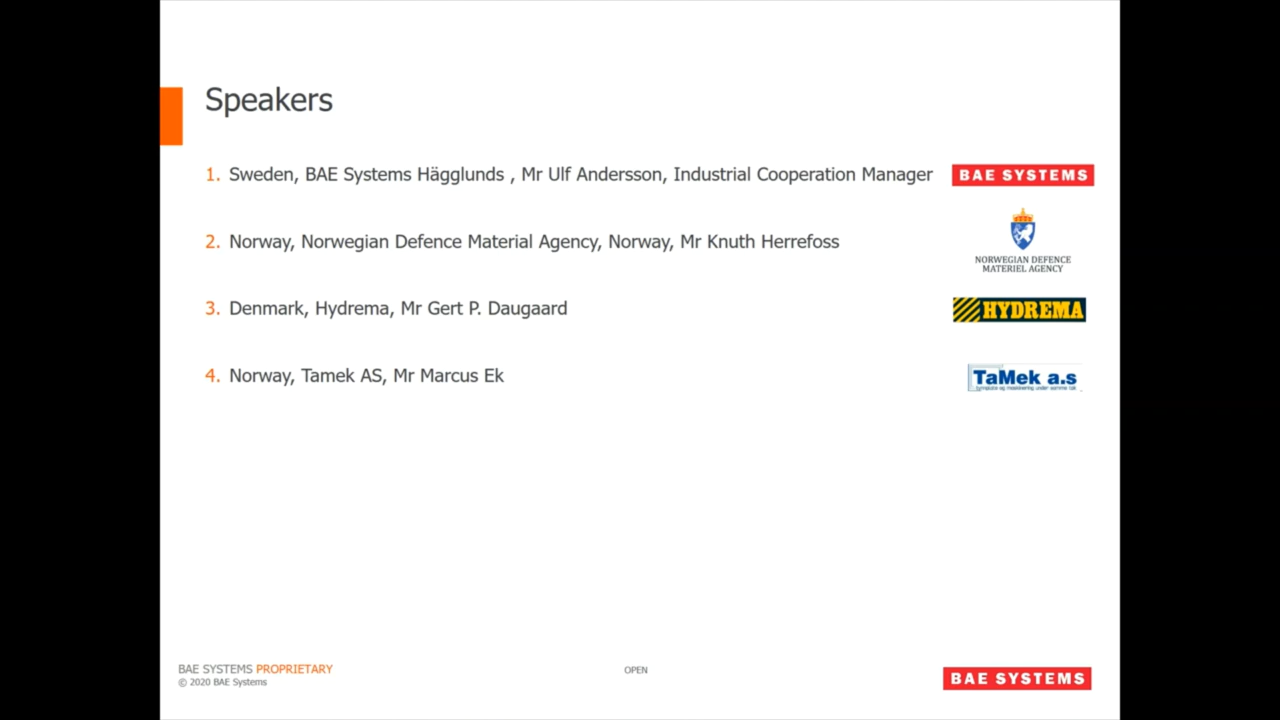 Speakers
1. Sweden, BAE Systems Hägglunds , Mr Ulf Andersson, Industrial Cooperation Manager
BAE SYSTEMS
2. Norway, Norwegian Defence Material Agency, Norway, Mr Knuth Herrefoss
NORWEGIAN DEFENCE
MATERIEL AGENCY
3. Denmark, Hydrema, Mr Gert P. Daugaard
HYDREMA
4. Norway, Tamek AS, Mr Marcus Ek
TaMek a.s
BAE SYSTEMS PROPRIETARY
© 2020 BAE Systems
OPEN
BAE SYSTEMS